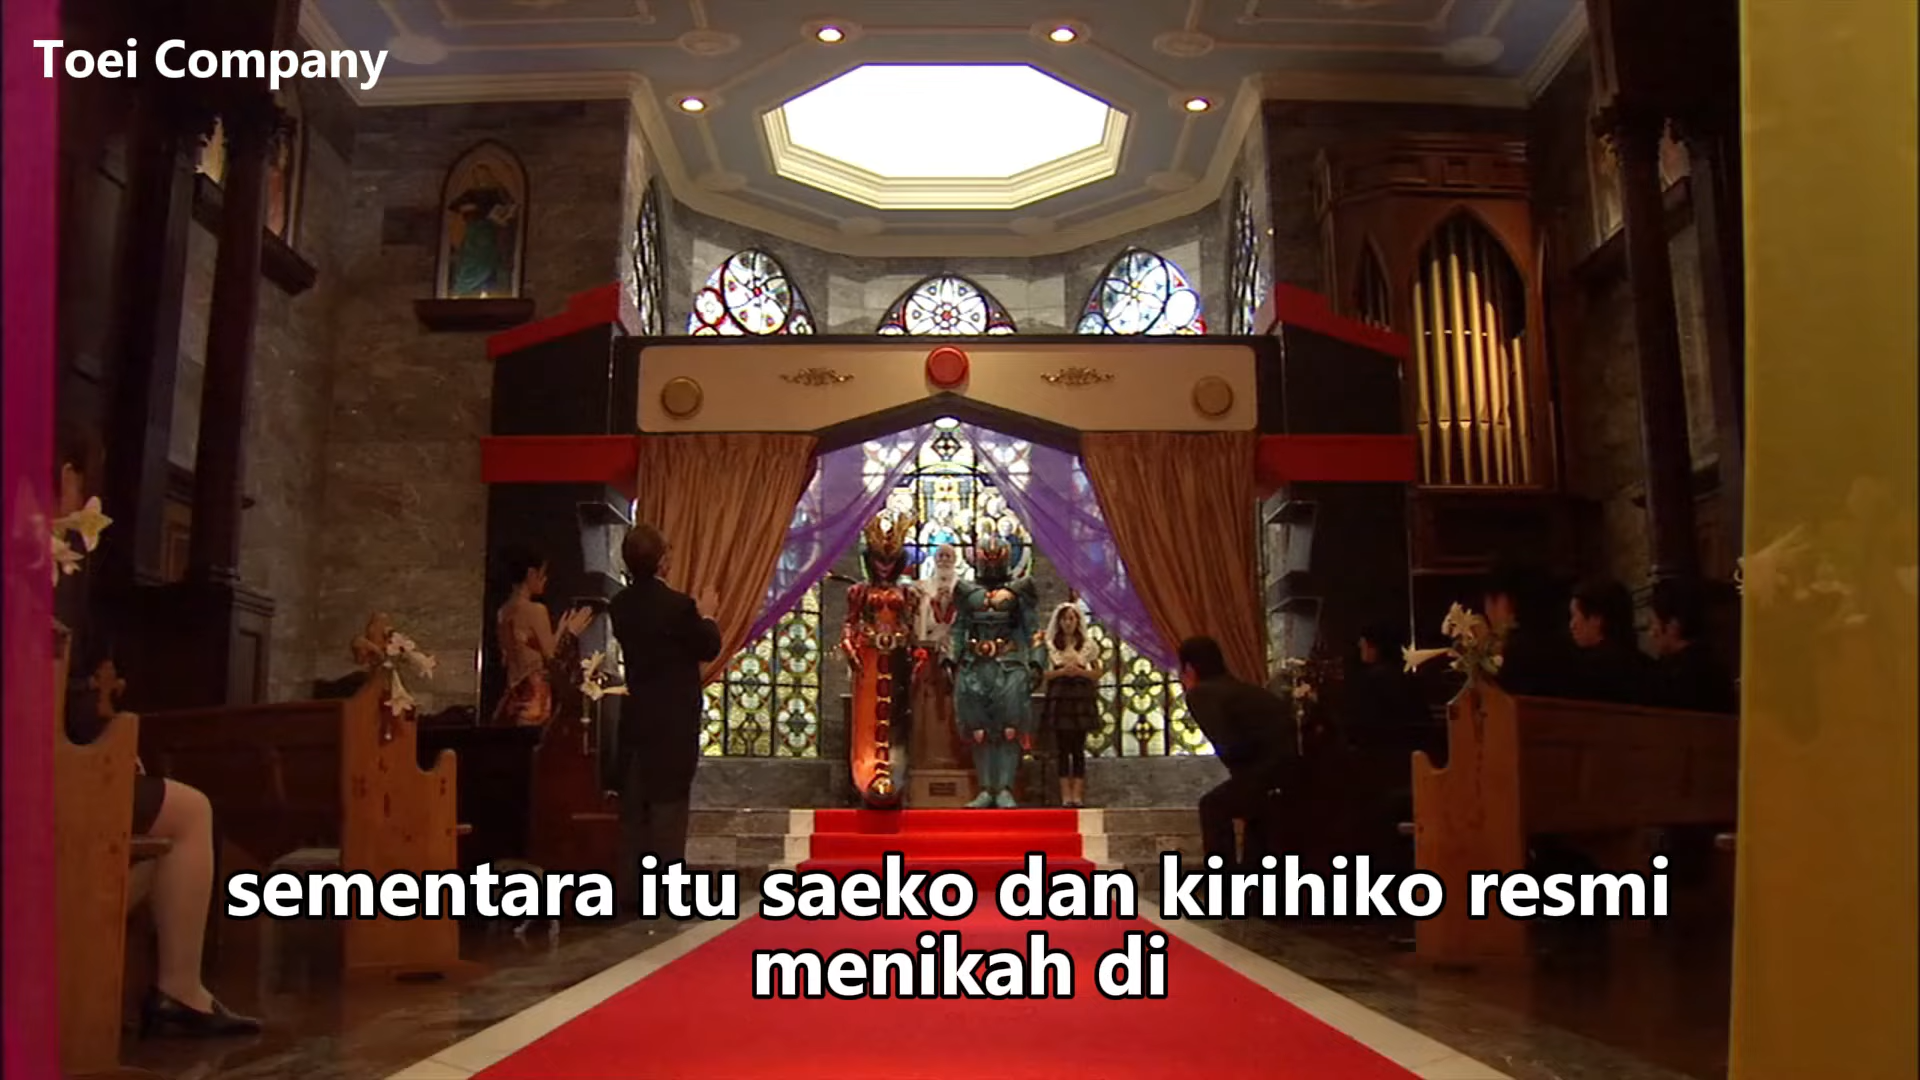 Toei Company
sementara itu saeko dan kirihiko resmi
menikah di